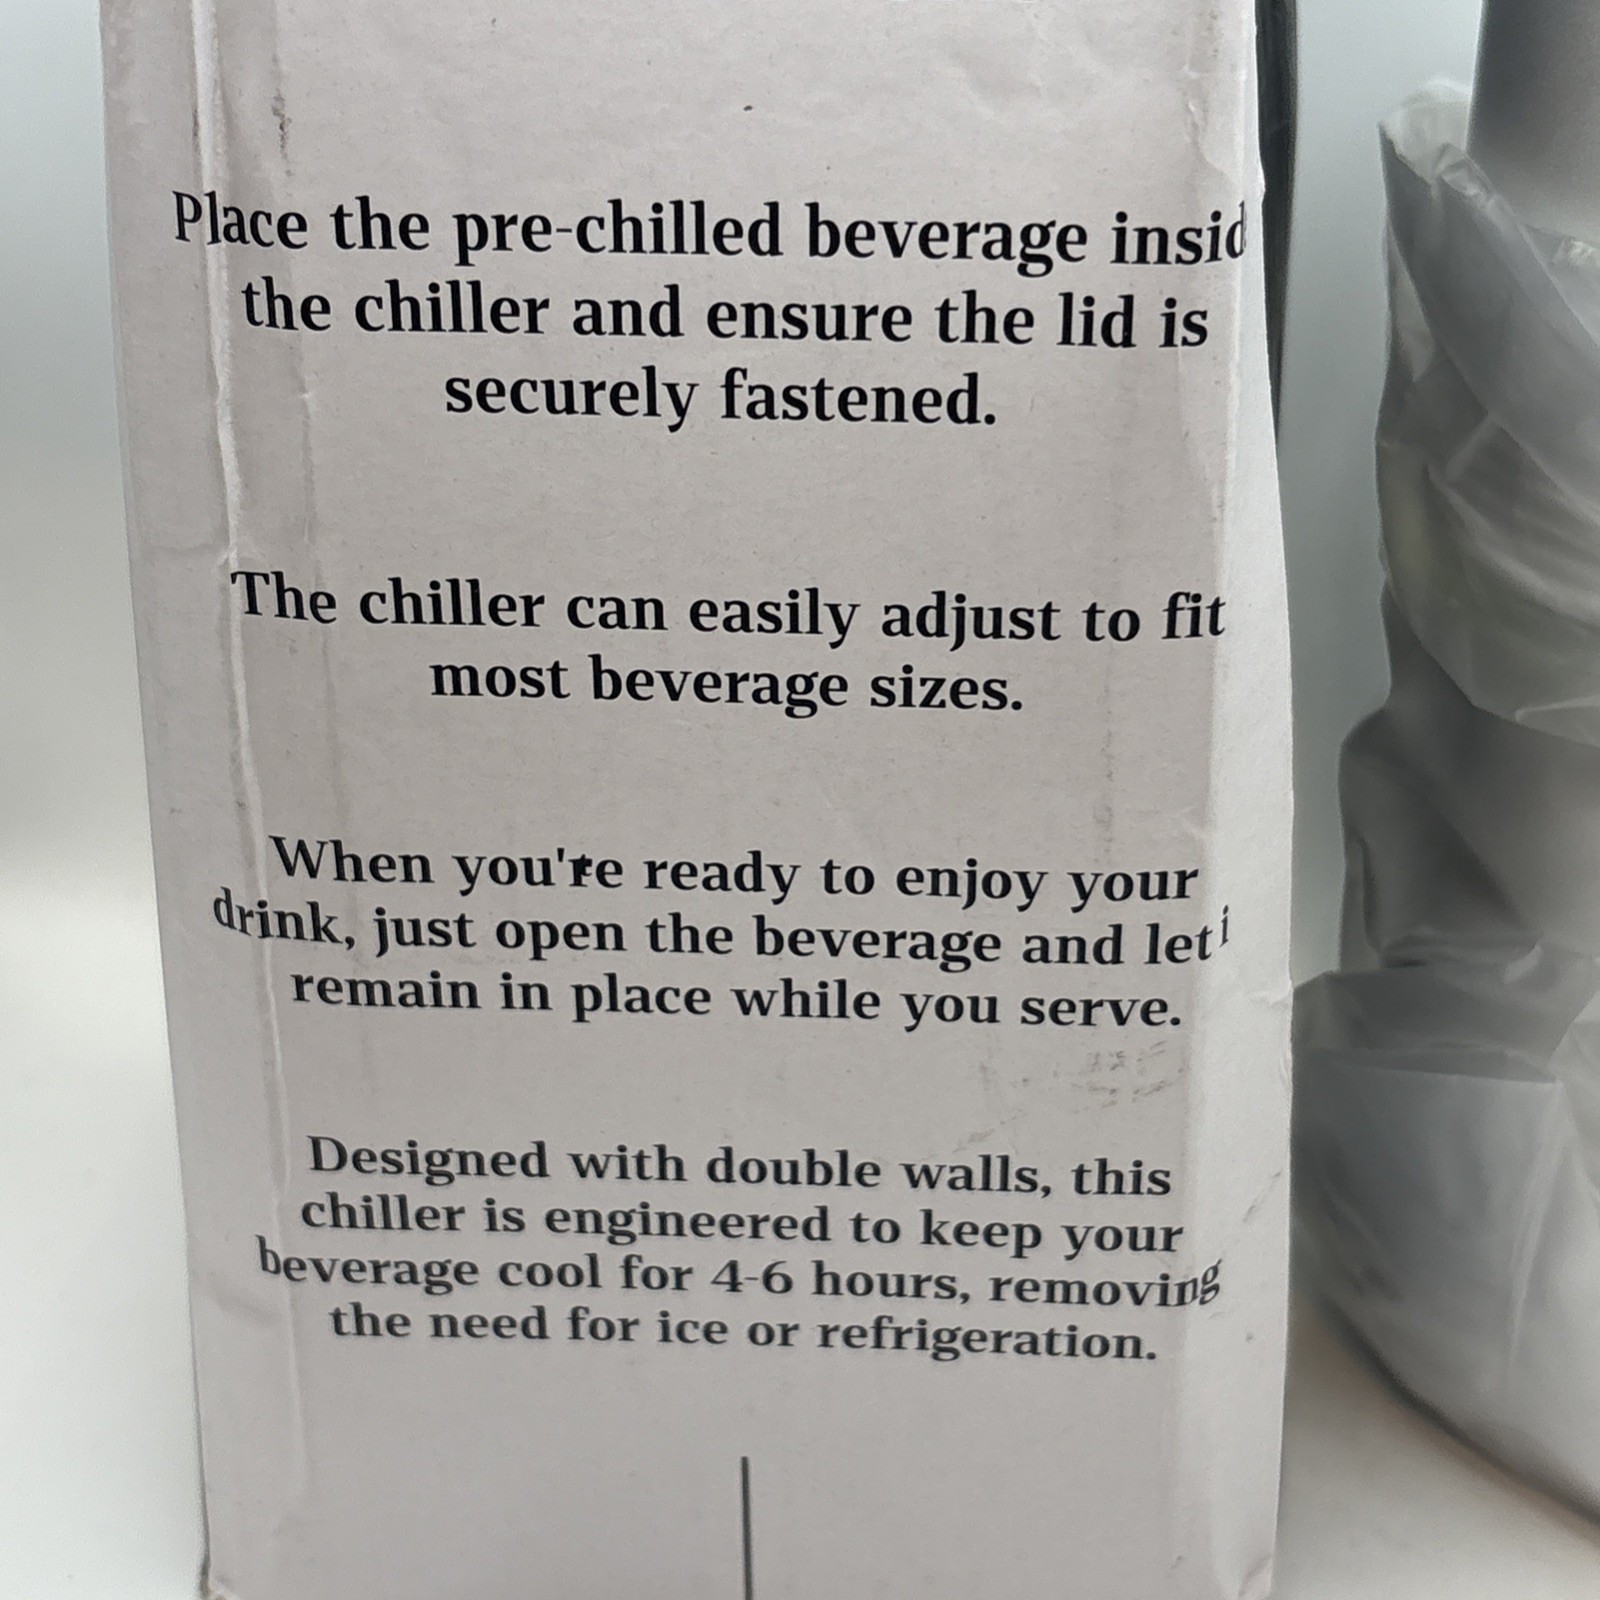 Place the pre-chilled beverage insid
the chiller and ensure the lid is
securely fastened.
The chiller can easily adjust to fit
most beverage sizes.
When you're ready to enjoy your
drink, just open the beverage and let i
remain in place while you serve.
Designed with double walls, this
chiller is engineered to keep your
beverage cool for 4-6 hours, removing
the need for ice or refrigeration.